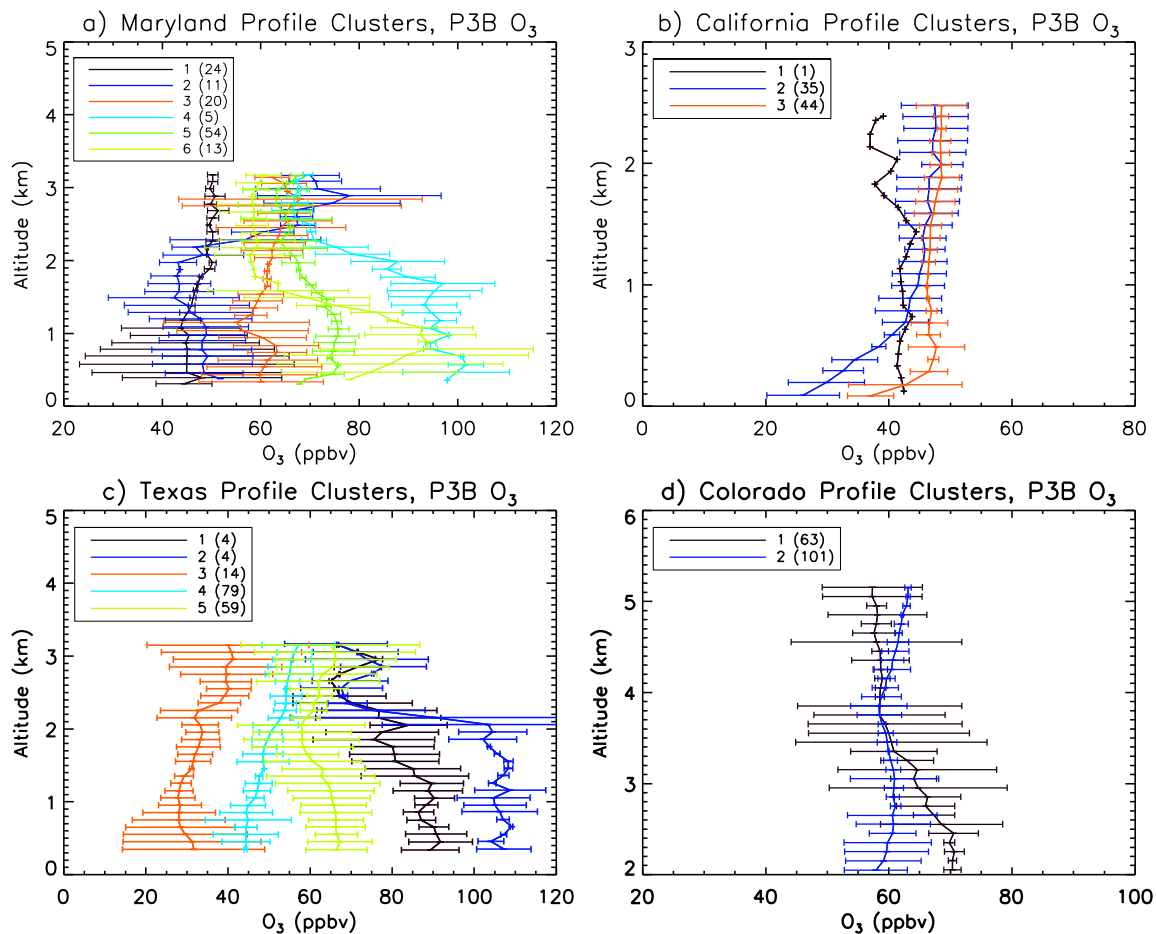 a) Maryland Profile Clusters, P3B O₃
5
4
3
2
1
0
Altitude (km)
1 (24)
2 (11)
3 (20)
4 (5)
5 (54)
6 (13)
20 40 60 80 100 120
O₃ (ppbv)
b) California Profile Clusters, P3B O₃
3
2
1
0
Altitude (km)
1 (1)
2 (35)
3 (44)
0 20 40 60 80
O₃ (ppbv)
c) Texas Profile Clusters, P3B O₃
5
4
3
2
1
0
Altitude (km)
1 (4)
2 (4)
3 (14)
4 (79)
5 (59)
0 20 40 60 80 100 120
O₃ (ppbv)
d) Colorado Profile Clusters, P3B O₃
6
5
4
3
2
Altitude (km)
1 (63)
2 (101)
20 40 60 80 100
O₃ (ppbv)